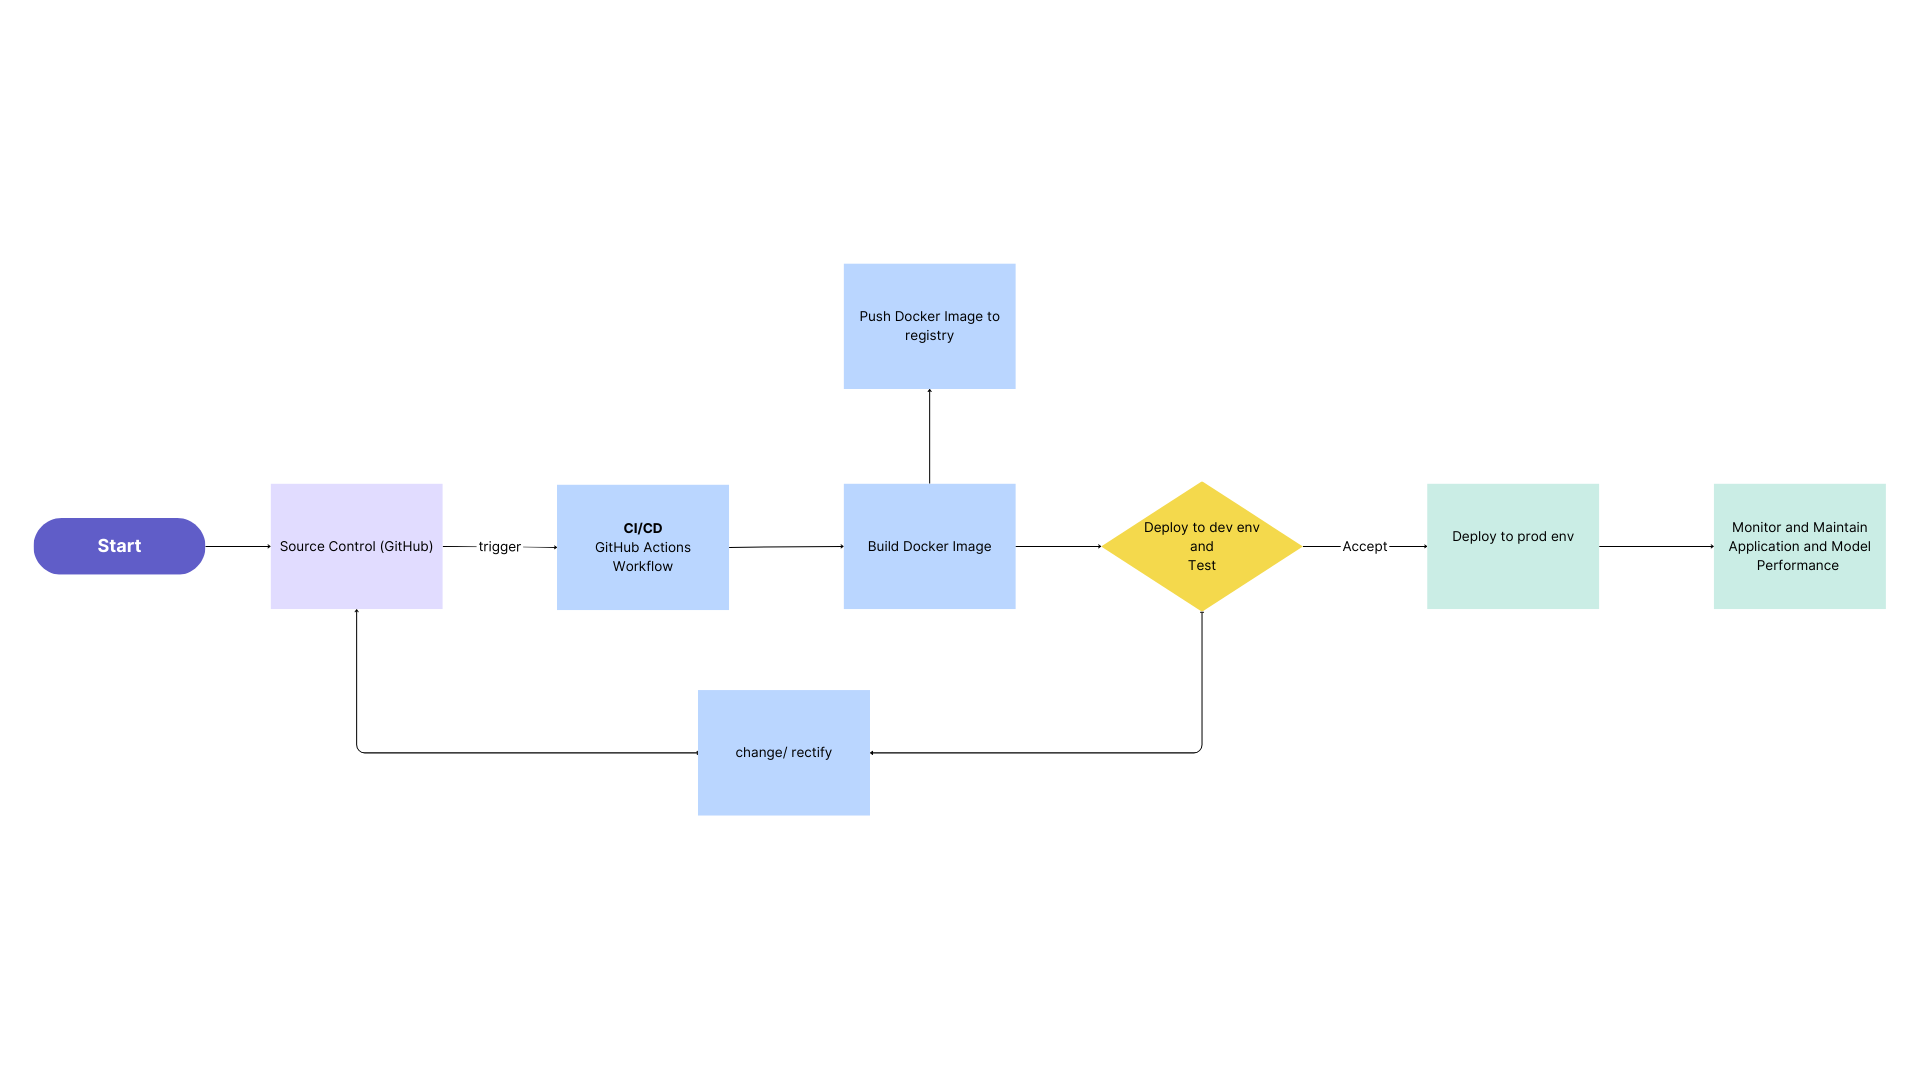 Push Docker Image to
registry
Start
Source Control (GitHub)
trigger
CI/CD
GitHub Actions
Workflow
Build Docker Image
Deploy to dev env
and
Test
Accept
Deploy to prod env
Monitor and Maintain
Application and Model
Performance
change/ rectify